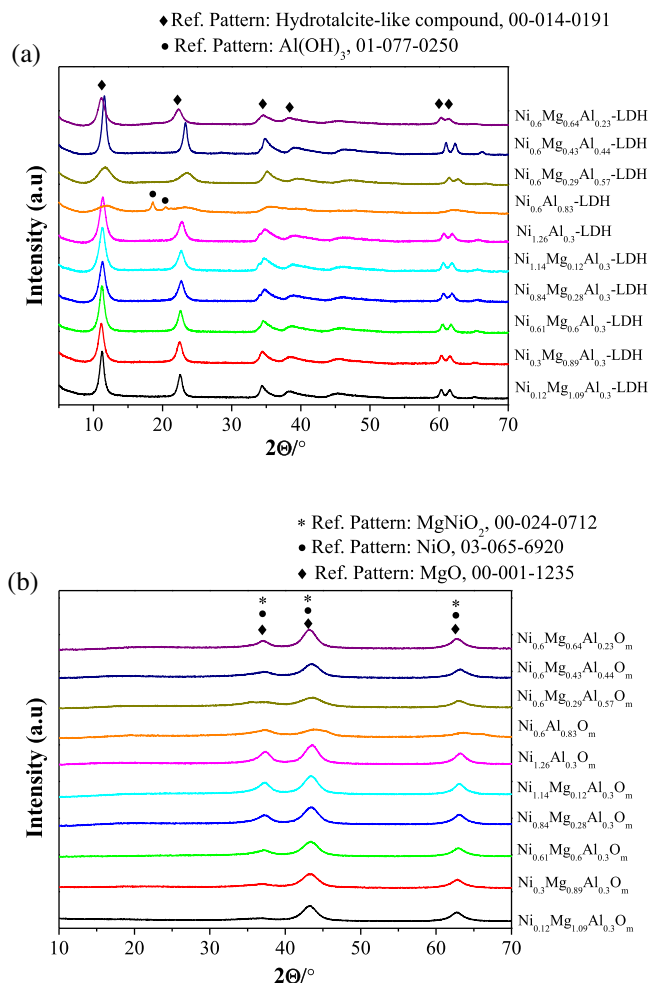 ◆ Ref. Pattern: Hydrotalcite-like compound, 00-014-0191
● Ref. Pattern: Al(OH)₃, 01-077-0250
(a)
Intensity (a.u)
Ni₀.₆Mg₀.₆₄Al₀.₂₃-LDH
Ni₀.₆Mg₀.₄₃Al₀.₄₄-LDH
Ni₀.₆Mg₀.₂₉Al₀.₅₇-LDH
Ni₀.₆Al₀.₈₃-LDH
Ni₁.₂₆Al₀.₃-LDH
Ni₁.₁₄Mg₀.₁₂Al₀.₃-LDH
Ni₀.₈₄Mg₀.₂₈Al₀.₃-LDH
Ni₀.₆₁Mg₀.₆Al₀.₃-LDH
Ni₀.₃Mg₀.₈₉Al₀.₃-LDH
Ni₀.₁₂Mg₁.₀₉Al₀.₃-LDH
10 20 30 40 50 60 70
2Θ/°
* Ref. Pattern: MgNiO₂, 00-024-0712
● Ref. Pattern: NiO, 03-065-6920
◆ Ref. Pattern: MgO, 00-001-1235
(b)
Intensity (a.u)
Ni₀.₆Mg₀.₆₄Al₀.₂₃Oₘ
Ni₀.₆Mg₀.₄₃Al₀.₄₄Oₘ
Ni₀.₆Mg₀.₂₉Al₀.₅₇Oₘ
Ni₀.₆Al₀.₈₃Oₘ
Ni₁.₂₆Al₀.₃Oₘ
Ni₁.₁₄Mg₀.₁₂Al₀.₃Oₘ
Ni₀.₈₄Mg₀.₂₈Al₀.₃Oₘ
Ni₀.₆₁Mg₀.₆Al₀.₃Oₘ
Ni₀.₃Mg₀.₈₉Al₀.₃Oₘ
Ni₀.₁₂Mg₁.₀₉Al₀.₃Oₘ
10 20 30 40 50 60 70
2Θ/°